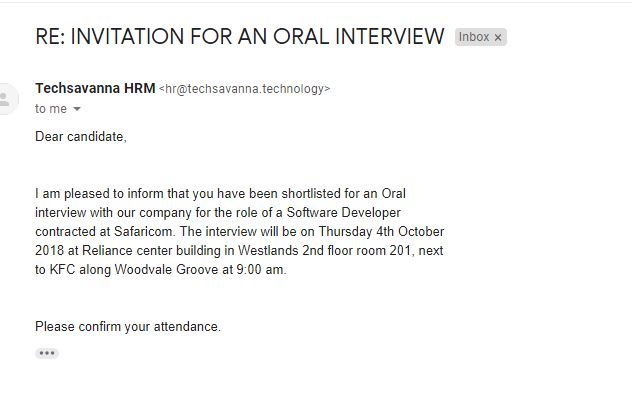 RE: INVITATION FOR AN ORAL INTERVIEW Inbox x
Techsavanna HRM <hr@techsavanna.technology>
to me
Dear candidate,
I am pleased to inform that you have been shortlisted for an Oral
interview with our company for the role of a Software Developer
contracted at Safaricom. The interview will be on Thursday 4th October
2018 at Reliance center building in Westlands 2nd floor room 201, next
to KFC along Woodvale Groove at 9:00 am.
Please confirm your attendance.